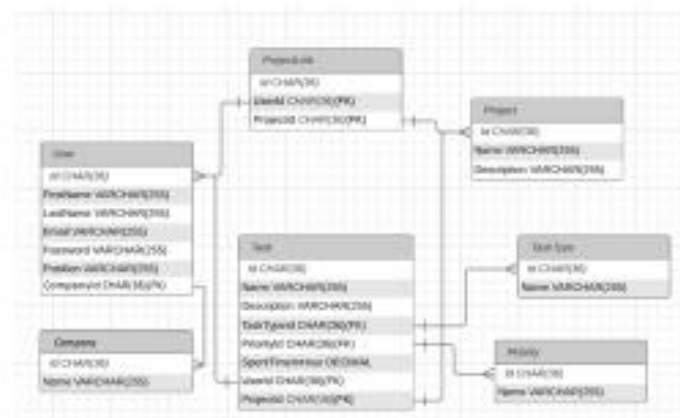 ProjectLink
id CHAR(36)
UserId CHAR(36)(FK)
ProjectId CHAR(36)(FK)
Project
id CHAR(36)
Name VARCHAR(255)
Description VARCHAR(255)
User
id CHAR(36)
FirstName VARCHAR(255)
LastName VARCHAR(255)
Email VARCHAR(255)
Password VARCHAR(255)
Position VARCHAR(255)
CompanyId CHAR(36)(FK)
Task
id CHAR(36)
Name VARCHAR(255)
Description VARCHAR(255)
TaskTypeId CHAR(36)(FK)
PriorityId CHAR(36)(FK)
DECIMAL
UserId CHAR(36)(FK)
ProjectId CHAR(36)(FK)
Task Type
id CHAR(36)
Name VARCHAR(255)
Company
id CHAR(36)
Name VARCHAR(255)
Priority
id CHAR(36)
Name VARCHAR(255)